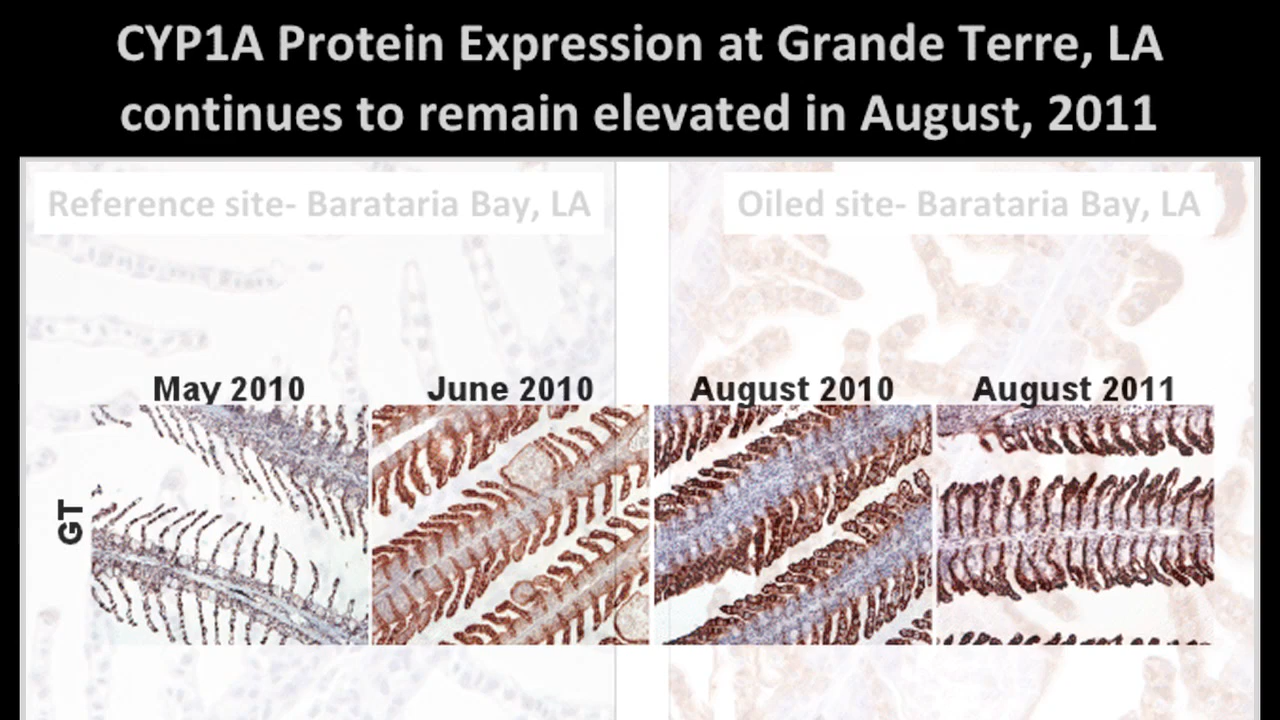 CYP1A Protein Expression at Grande Terre, LA
continues to remain elevated in August, 2011
Reference site- Barataria Bay, LA
Oiled site- Barataria Bay, LA
May 2010
June 2010
August 2010
August 2011
GT